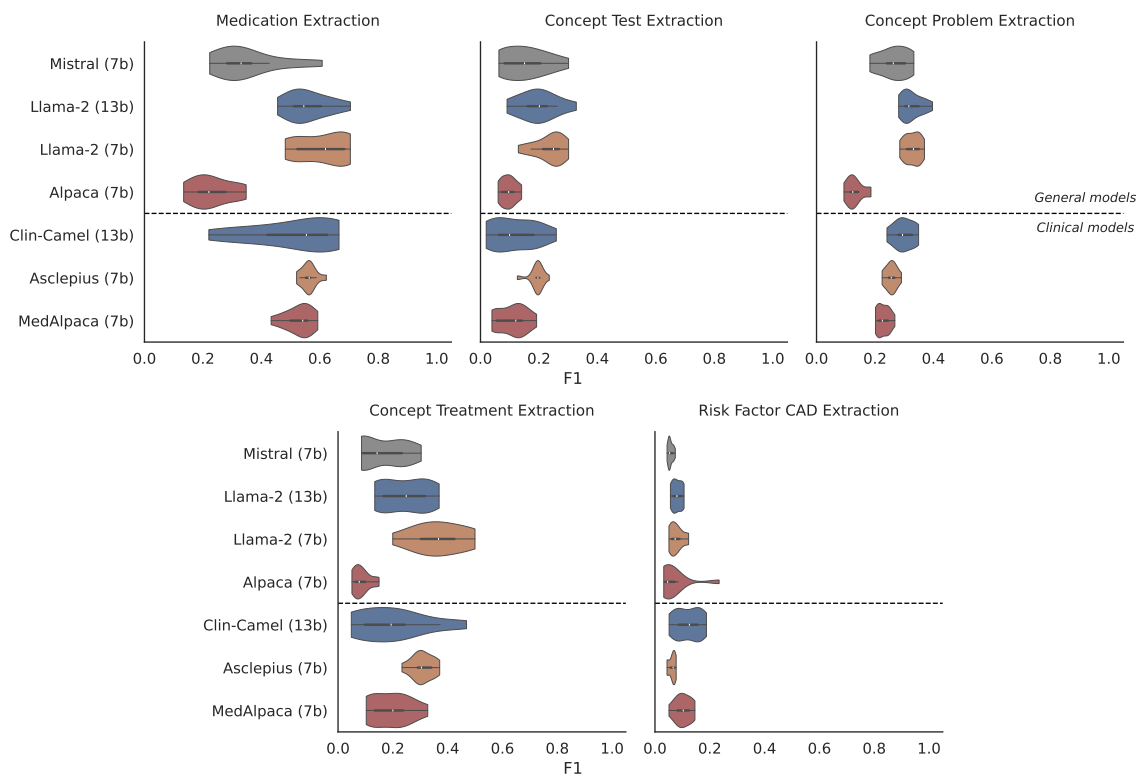 Medication Extraction
Concept Test Extraction
Concept Problem Extraction
Mistral (7b)
Llama-2 (13b)
Llama-2 (7b)
Alpaca (7b)
General models
Clin-Camel (13b)
Clinical models
Asclepius (7b)
MedAlpaca (7b)
0.0 0.2 0.4 0.6 0.8 1.0
0.0 0.2 0.4 0.6 0.8 1.0
0.0 0.2 0.4 0.6 0.8 1.0
F1
Concept Treatment Extraction
Risk Factor CAD Extraction
Mistral (7b)
Llama-2 (13b)
Llama-2 (7b)
Alpaca (7b)
Clin-Camel (13b)
Asclepius (7b)
MedAlpaca (7b)
0.0 0.2 0.4 0.6 0.8 1.0
0.0 0.2 0.4 0.6 0.8 1.0
F1